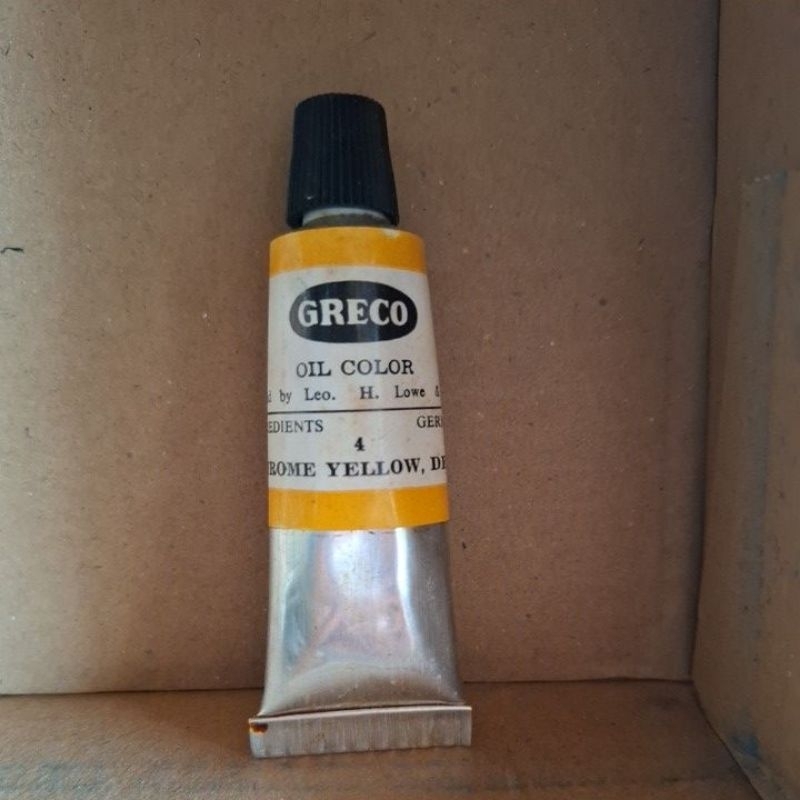 GRECO
OIL COLOR
d by Leo. H. Lowe &
EDIENTS GER
4
ROME YELLOW, DE